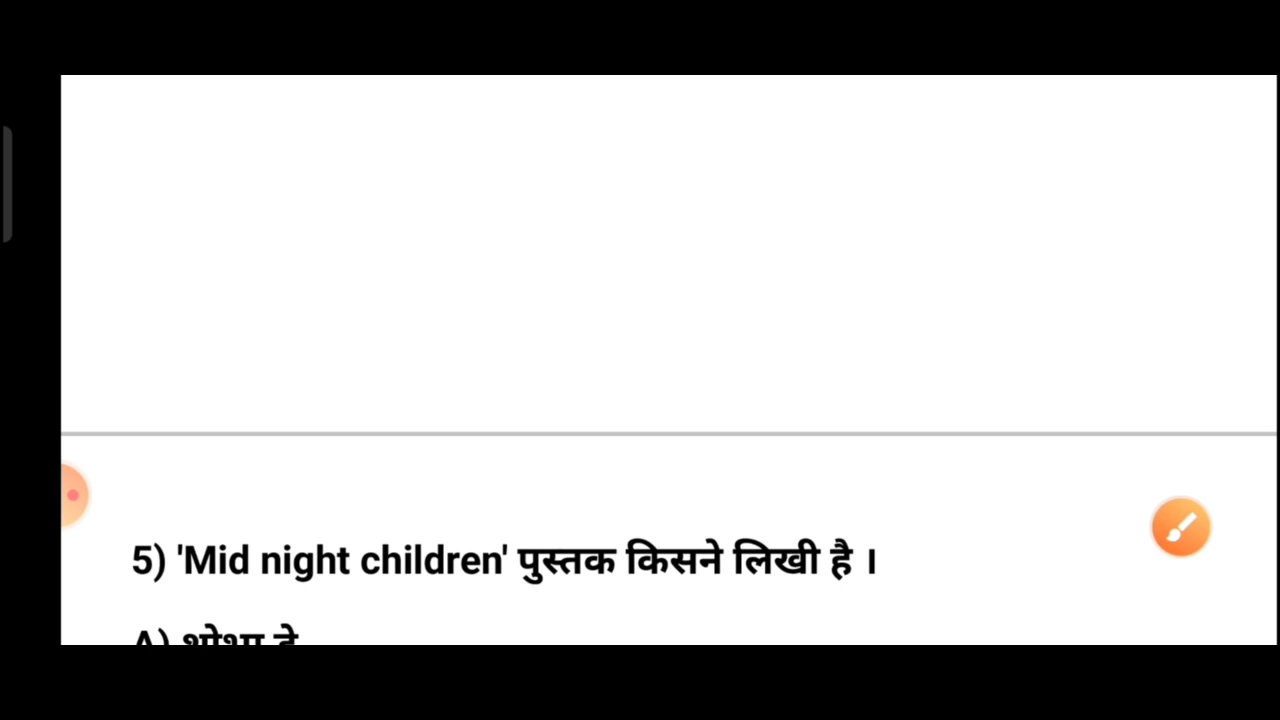 5) 'Mid night children' पुस्तक किसने लिखी है ।
A) शोभा डे